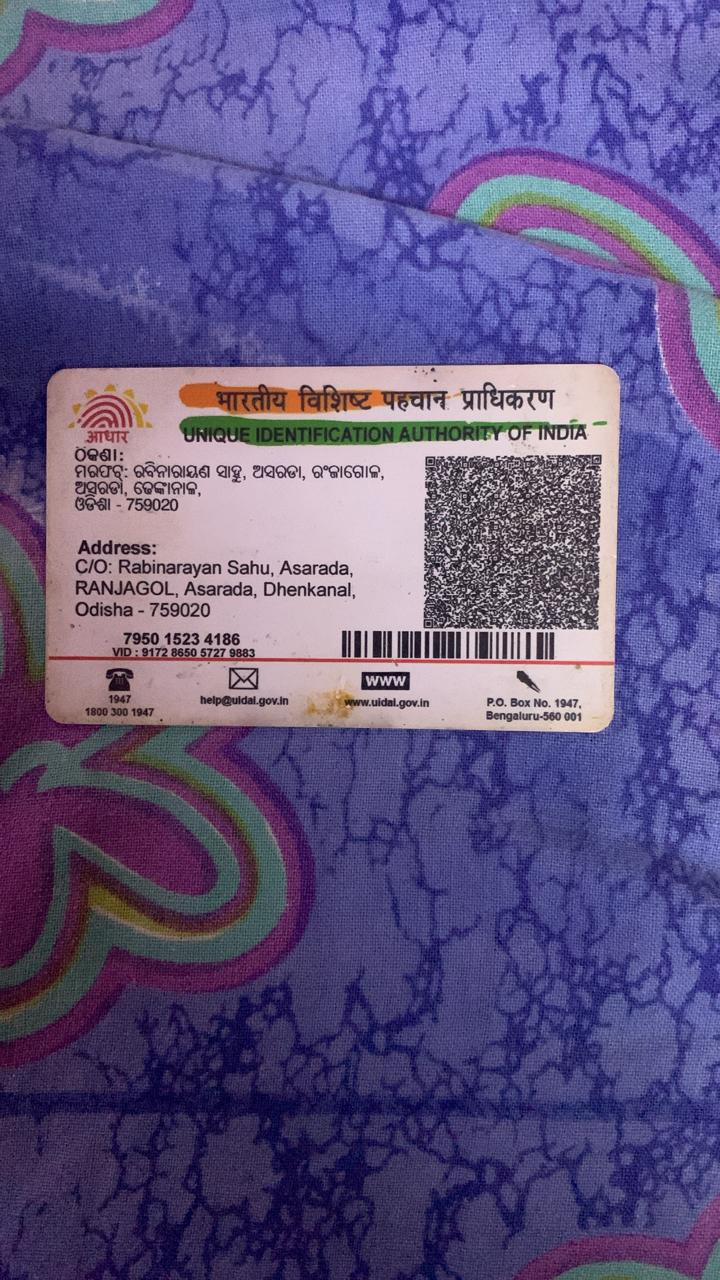 भारतीय विशिष्ट पहचान प्राधिकरण
आधार
UNIQUE IDENTIFICATION AUTHORITY OF INDIA
ଠିକଣା:
ମରଫତ୍: ରବିନାରାୟଣ ସାହୁ, ଅସରଡା, ରଂଜାଗୋଳ,
ଅସରଡା, ଢେଙ୍କାନାଳ,
ଓଡିଶା - 759020
Address:
C/O: Rabinarayan Sahu, Asarada,
RANJAGOL, Asarada, Dhenkanal,
Odisha - 759020
7950 1523 4186
VID : 9172 8650 5727 9883
1947
1800 300 1947
help@uidai.gov.in
www
www.uidai.gov.in
P.O. Box No. 1947,
Bengaluru-560 001